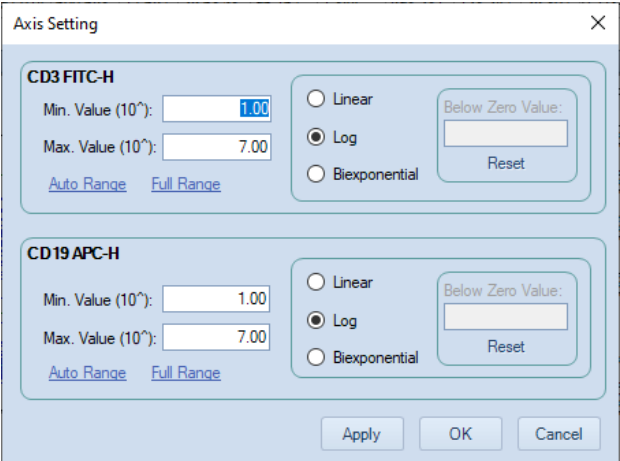 Axis Setting
CD3 FITC-H
Min. Value (10^): 1.00
Max. Value (10^): 7.00
Auto Range Full Range
Linear
Log
Biexponential
Below Zero Value:
Reset
CD19 APC-H
Min. Value (10^): 1.00
Max. Value (10^): 7.00
Auto Range Full Range
Linear
Log
Biexponential
Below Zero Value:
Reset
Apply OK Cancel